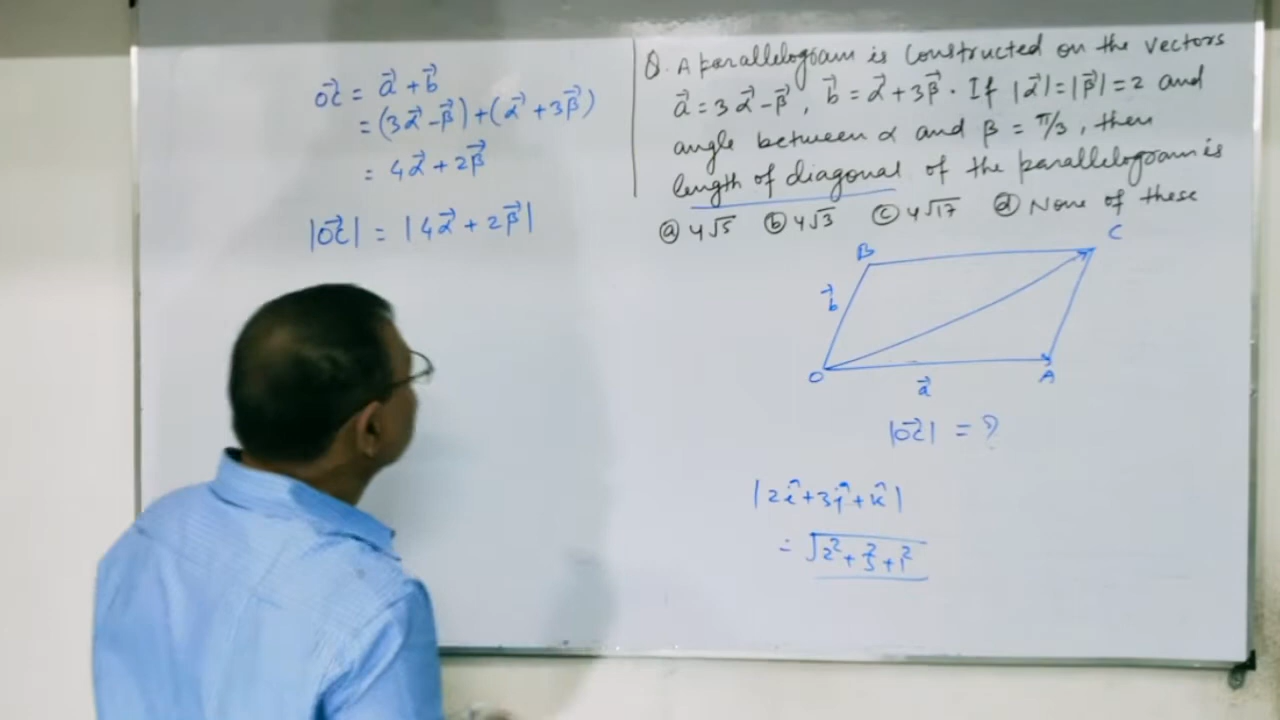 Q. A parallelogram is constructed on the vectors
a⃗ = 3α⃗ - β⃗, b⃗ = α⃗ + 3β⃗. If |α⃗| = |β⃗| = 2 and
angle between α and β = π/3, then
length of diagonal of the parallelogram is
(a) 4√5 (b) 4√3 (c) 4√17 (d) None of these
OC⃗ = a⃗ + b⃗
= (3α⃗ - β⃗) + (α⃗ + 3β⃗)
= 4α⃗ + 2β⃗
|OC⃗| = |4α⃗ + 2β⃗|
B
C
b⃗
O
A
a⃗
|OC⃗| = ?
|2î + 3ĵ + k̂|
= √2² + 3² + 1²